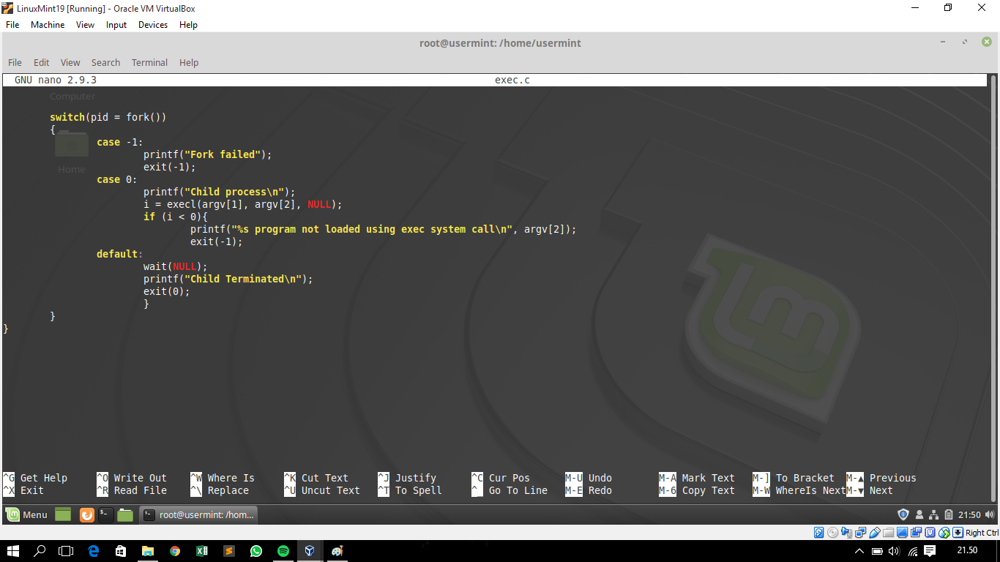 LinuxMint19 [Running] - Oracle VM VirtualBox
File Machine View Input Devices Help
root@usermint: /home/usermint
File Edit View Search Terminal Help
GNU nano 2.9.3 exec.c
Computer
switch(pid = fork())
{
case -1:
printf("Fork failed");
exit(-1);
Home
case 0:
printf("Child process\n");
i = execl(argv[1], argv[2], NULL);
if (i < 0){
printf("%s program not loaded using exec system call\n", argv[2]);
exit(-1);
default:
wait(NULL);
printf("Child Terminated\n");
exit(0);
}
}
}
^G Get Help ^O Write Out ^W Where Is ^K Cut Text ^J Justify ^C Cur Pos M-U Undo M-A Mark Text M-] To Bracket M-▲ Previous
^X Exit ^R Read File ^\ Replace ^U Uncut Text ^T To Spell ^_ Go To Line M-E Redo M-6 Copy Text M-W WhereIs Next M-▼ Next
Menu root@usermint: /hom... 21:50
Right Ctrl
21.50